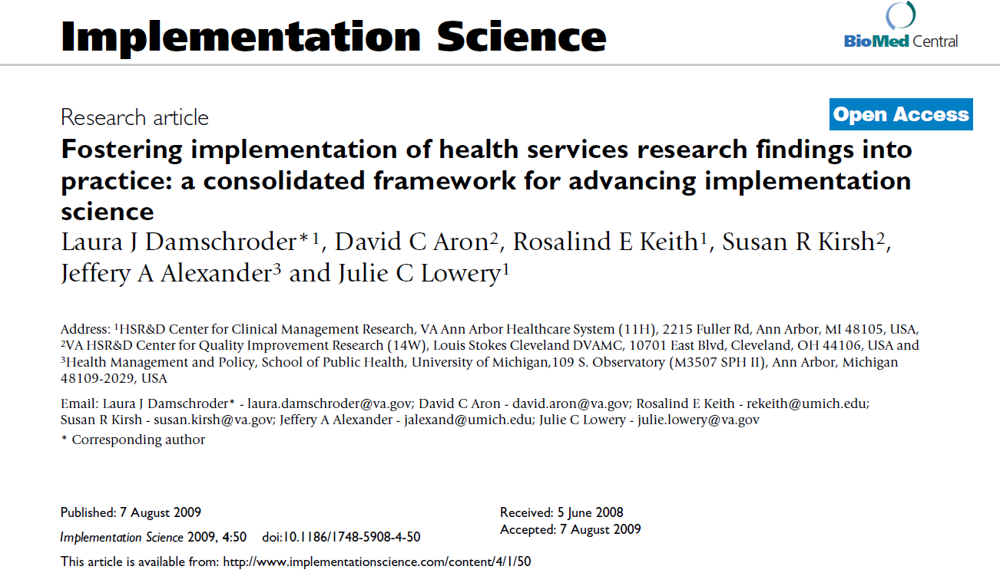 Implementation Science
BioMed Central
Research article
Open Access
Fostering implementation of health services research findings into
practice: a consolidated framework for advancing implementation
science
Laura J Damschroder*1, David C Aron2, Rosalind E Keith1, Susan R Kirsh2,
Jeffery A Alexander3 and Julie C Lowery1
Address: 1HSR&D Center for Clinical Management Research, VA Ann Arbor Healthcare System (11H), 2215 Fuller Rd, Ann Arbor, MI 48105, USA,
2VA HSR&D Center for Quality Improvement Research (14W), Louis Stokes Cleveland DVAMC, 10701 East Blvd, Cleveland, OH 44106, USA and
3Health Management and Policy, School of Public Health, University of Michigan,109 S. Observatory (M3507 SPH II), Ann Arbor, Michigan
48109-2029, USA
Email: Laura J Damschroder* - laura.damschroder@va.gov; David C Aron - david.aron@va.gov; Rosalind E Keith - rekeith@umich.edu;
Susan R Kirsh - susan.kirsh@va.gov; Jeffery A Alexander - jalexand@umich.edu; Julie C Lowery - julie.lowery@va.gov
* Corresponding author
Published: 7 August 2009
Implementation Science 2009, 4:50 doi:10.1186/1748-5908-4-50
This article is available from: http://www.implementationscience.com/content/4/1/50
Received: 5 June 2008
Accepted: 7 August 2009